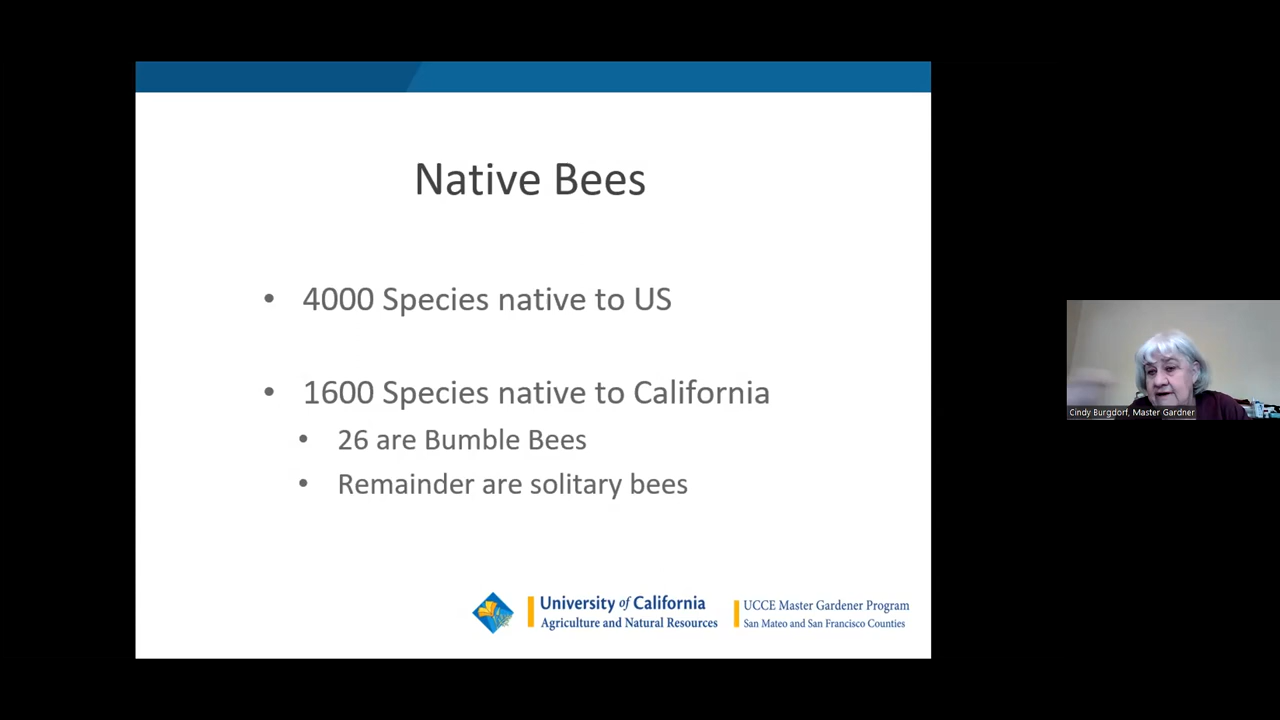 Native Bees
• 4000 Species native to US
• 1600 Species native to California
• 26 are Bumble Bees
• Remainder are solitary bees
University of California
Agriculture and Natural Resources
UCCE Master Gardener Program
San Mateo and San Francisco Counties
Cindy Burgdorf, Master Gardner